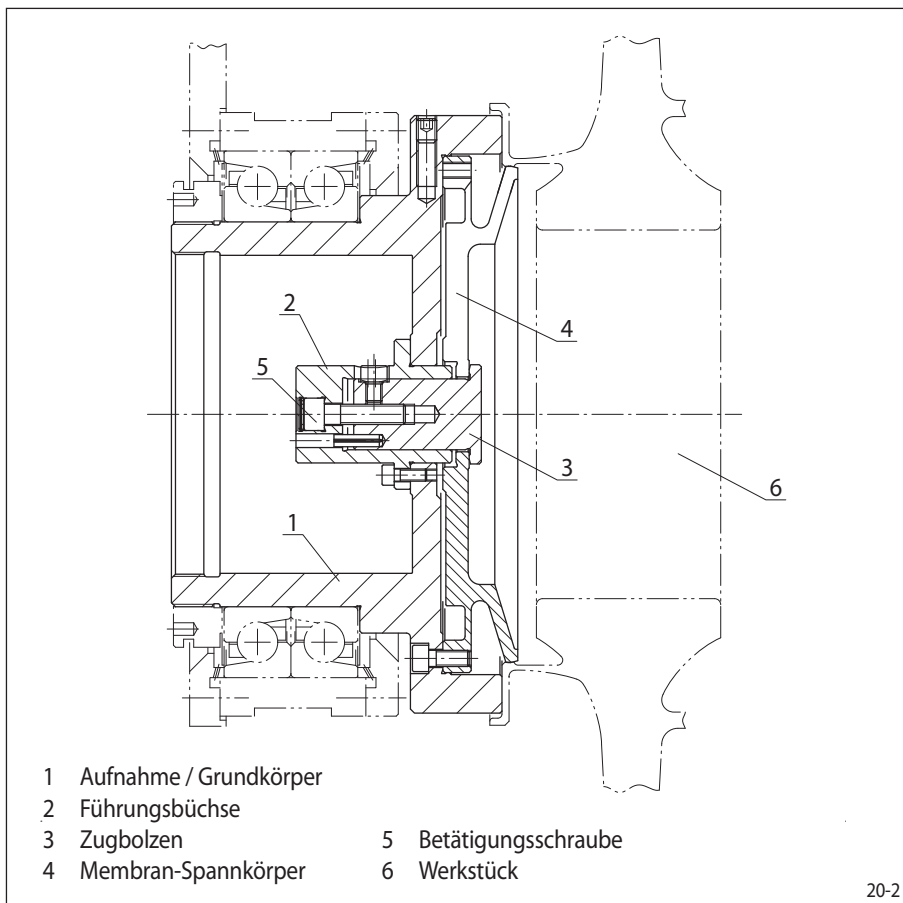 2
5
4
3
6
1
1 Aufnahme / Grundkörper
2 Führungsbüchse
3 Zugbolzen
4 Membran-Spannkörper
5 Betätigungsschraube
6 Werkstück
20-2